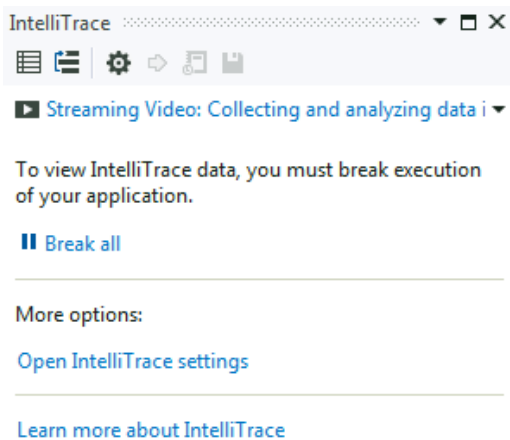 IntelliTrace
Streaming Video: Collecting and analyzing data i
To view IntelliTrace data, you must break execution
of your application.
Break all
More options:
Open IntelliTrace settings
Learn more about IntelliTrace